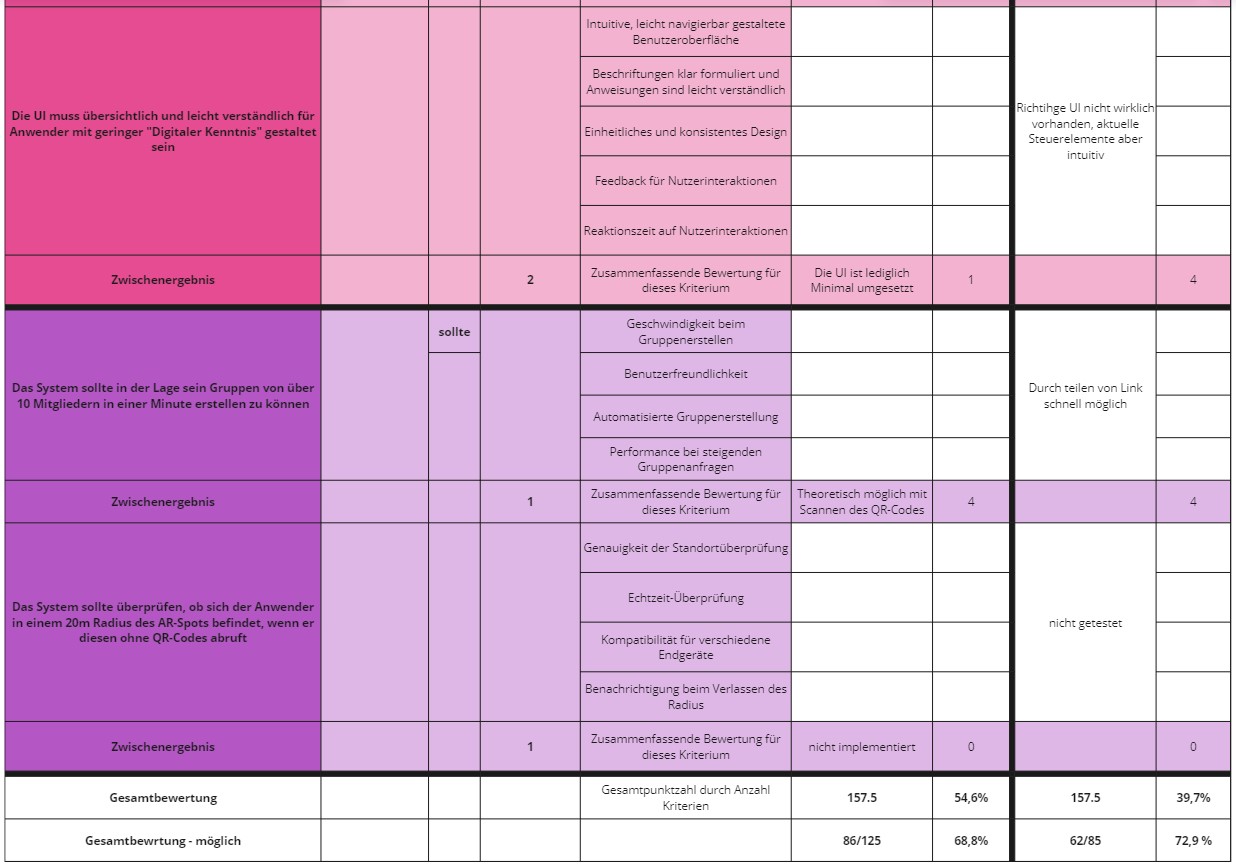 Intuitive, leicht navigierbar gestaltete
Benutzeroberfläche
Beschriftungen klar formuliert und
Anweisungen sind leicht verständlich
Die UI muss übersichtlich und leicht verständlich für
Anwender mit geringer "Digitaler Kenntnis" gestaltet
sein
Einheitliches und konsistentes Design
Richtihge UI nicht wirklich
vorhanden, aktuelle
Steuerelemente aber
intuitiv
Feedback für Nutzerinteraktionen
Reaktionszeit auf Nutzerinteraktionen
Zwischenergebnis
2
Zusammenfassende Bewertung für
dieses Kriterium
Die UI ist lediglich
Minimal umgesetzt
1
4
sollte
Geschwindigkeit beim
Gruppenerstellen
Benutzerfreundlichkeit
Das System sollte in der Lage sein Gruppen von über
10 Mitgliedern in einer Minute erstellen zu können
Durch teilen von Link
schnell möglich
Automatisierte Gruppenerstellung
Performance bei steigenden
Gruppenanfragen
Zwischenergebnis
1
Zusammenfassende Bewertung für
dieses Kriterium
Theoretisch möglich mit
Scannen des QR-Codes
4
4
Genauigkeit der Standortüberprüfung
Echtzeit-Überprüfung
Das System sollte überprüfen, ob sich der Anwender
in einem 20m Radius des AR-Spots befindet, wenn er
diesen ohne QR-Codes abruft
nicht getestet
Kompatibilität für verschiedene
Endgeräte
Benachrichtigung beim Verlassen des
Radius
Zwischenergebnis
1
Zusammenfassende Bewertung für
dieses Kriterium
nicht implementiert
0
0
Gesamtbewertung
Gesamtpunktzahl durch Anzahl
Kriterien
157.5
54,6%
157.5
39,7%
Gesamtbewrtung - möglich
86/125
68,8%
62/85
72,9 %